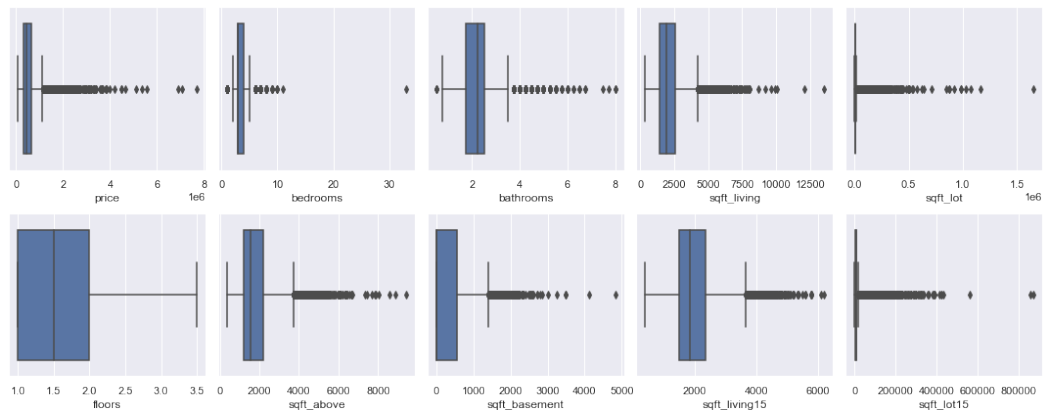 0 2 4 6 8
1e6
price
0 10 20 30
bedrooms
2 4 6 8
bathrooms
0 2500 5000 7500 10000 12500
sqft_living
0.0 0.5 1.0 1.5
1e6
sqft_lot
1.0 1.5 2.0 2.5 3.0 3.5
floors
0 2000 4000 6000 8000
sqft_above
0 1000 2000 3000 4000 5000
sqft_basement
2000 4000 6000
sqft_living15
0 200000 400000 600000 800000
sqft_lot15